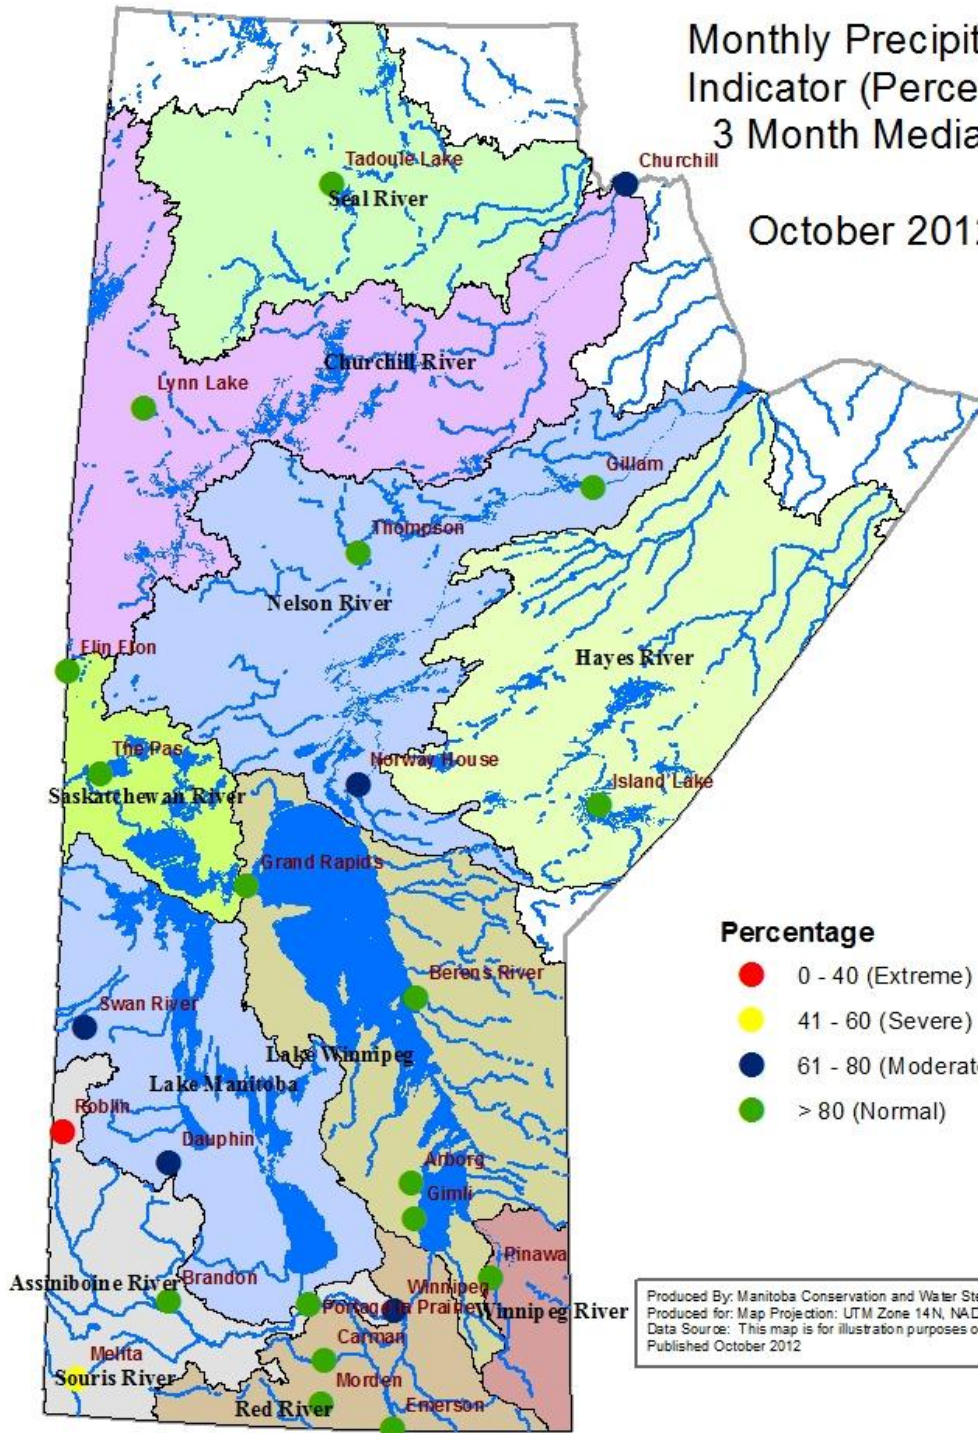 Monthly Precipit
Indicator (Perce
3 Month Media
October 2012
Tadoule Lake
Seal River
Churchill
Churchill River
Lynn Lake
Gillam
Thompson
Nelson River
Flin Flon
Hayes River
The Pas
Norway House
Island Lake
Saskatchewan River
Grand Rapids
Berens River
Swan River
Lake Winnipeg
Lake Manitoba
Roblin
Dauphin
Arborg
Gimli
Pinawa
Assiniboine River
Brandon
Winnipeg
Portage la Prairie
Winnipeg River
Carman
Melita
Souris River
Morden
Red River
Emerson
Percentage
0 - 40 (Extreme)
41 - 60 (Severe)
61 - 80 (Moderat
> 80 (Normal)
Produced By: Manitoba Conservation and Water Ste
Produced for: Map Projection: UTM Zone 14N, NAD
Data Source: This map is for illustration purposes o
Published October 2012